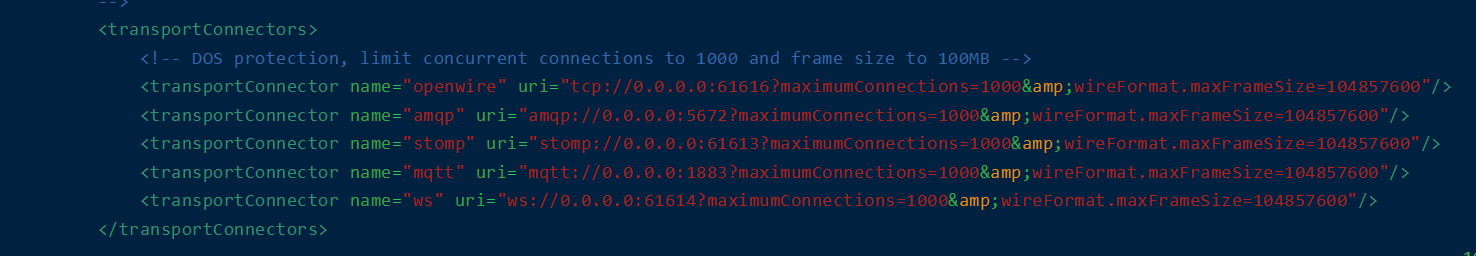 -->
<transportConnectors>
<!-- DOS protection, limit concurrent connections to 1000 and frame size to 100MB -->
<transportConnector name="openwire" uri="tcp://0.0.0.0:61616?maximumConnections=1000&amp;wireFormat.maxFrameSize=104857600"/>
<transportConnector name="amqp" uri="amqp://0.0.0.0:5672?maximumConnections=1000&amp;wireFormat.maxFrameSize=104857600"/>
<transportConnector name="stomp" uri="stomp://0.0.0.0:61613?maximumConnections=1000&amp;wireFormat.maxFrameSize=104857600"/>
<transportConnector name="mqtt" uri="mqtt://0.0.0.0:1883?maximumConnections=1000&amp;wireFormat.maxFrameSize=104857600"/>
<transportConnector name="ws" uri="ws://0.0.0.0:61614?maximumConnections=1000&amp;wireFormat.maxFrameSize=104857600"/>
</transportConnectors>